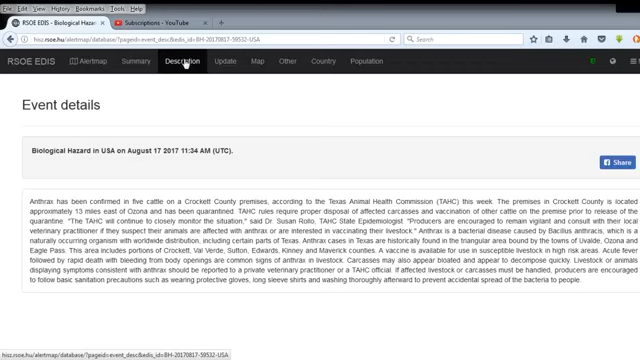 File Edit View History Bookmarks Tools Help
RSOE EDIS - Biological Haz... × Subscriptions - YouTube × +
hisz.rsoe.hu/alertmap/database/?pageid=event_desc&edis_id=BH-20170817-59532-USA Search
RSOE EDIS Alertmap Summary Description Update Map Other Country Population
Event details
Biological Hazard in USA on August 17 2017 11:34 AM (UTC).
Share
Anthrax has been confirmed in five cattle on a Crockett County premises, according to the Texas Animal Health Commission (TAHC) this week. The premises in Crockett County is located
approximately 13 miles east of Ozona and has been quarantined. TAHC rules require proper disposal of affected carcasses and vaccination of other cattle on the premise prior to release of the
quarantine. "The TAHC will continue to closely monitor the situation," said Dr. Susan Rollo, TAHC State Epidemiologist. "Producers are encouraged to remain vigilant and consult with their local
veterinary practitioner if they suspect their animals are affected with anthrax or are interested in vaccinating their livestock." Anthrax is a bacterial disease caused by Bacillus anthracis, which is a
naturally occurring organism with worldwide distribution, including certain parts of Texas. Anthrax cases in Texas are historically found in the triangular area bound by the towns of Uvalde, Ozona and
Eagle Pass. This area includes portions of Crockett, Val Verde, Sutton, Edwards, Kinney and Maverick counties. A vaccine is available for use in susceptible livestock in high risk areas. Acute fever
followed by rapid death with bleeding from body openings are common signs of anthrax in livestock. Carcasses may also appear bloated and appear to decompose quickly. Livestock or animals
displaying symptoms consistent with anthrax should be reported to a private veterinary practitioner or a TAHC official. If affected livestock or carcasses must be handled, producers are encouraged
to follow basic sanitation precautions such as wearing protective gloves, long sleeve shirts and washing thoroughly afterward to prevent accidental spread of the bacteria to people.
hisz.rsoe.hu/alertmap/database/?pageid=event_desc&edis_id=BH-20170817-59532-USA